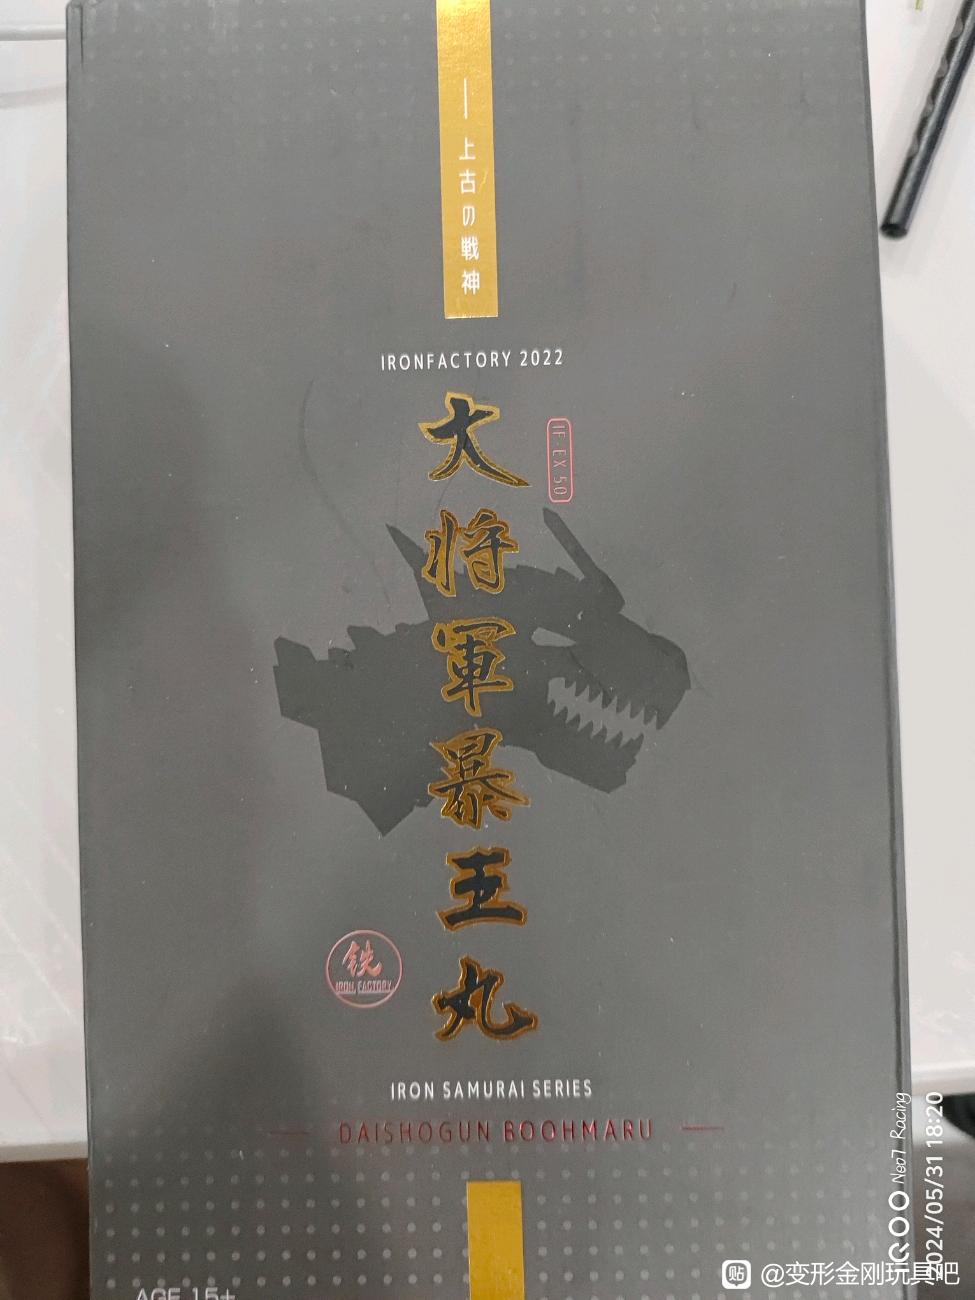 上古の戦神
IRONFACTORY 2022
大将軍暴王丸
IF-EX 50
铁
IRON FACTORY
IRON SAMURAI SERIES
DAISHOGUN BOOHMARU
AGE 15+
iQOO Neo7 Racing
2024/05/31 18:20
贴 @变形金刚玩具吧